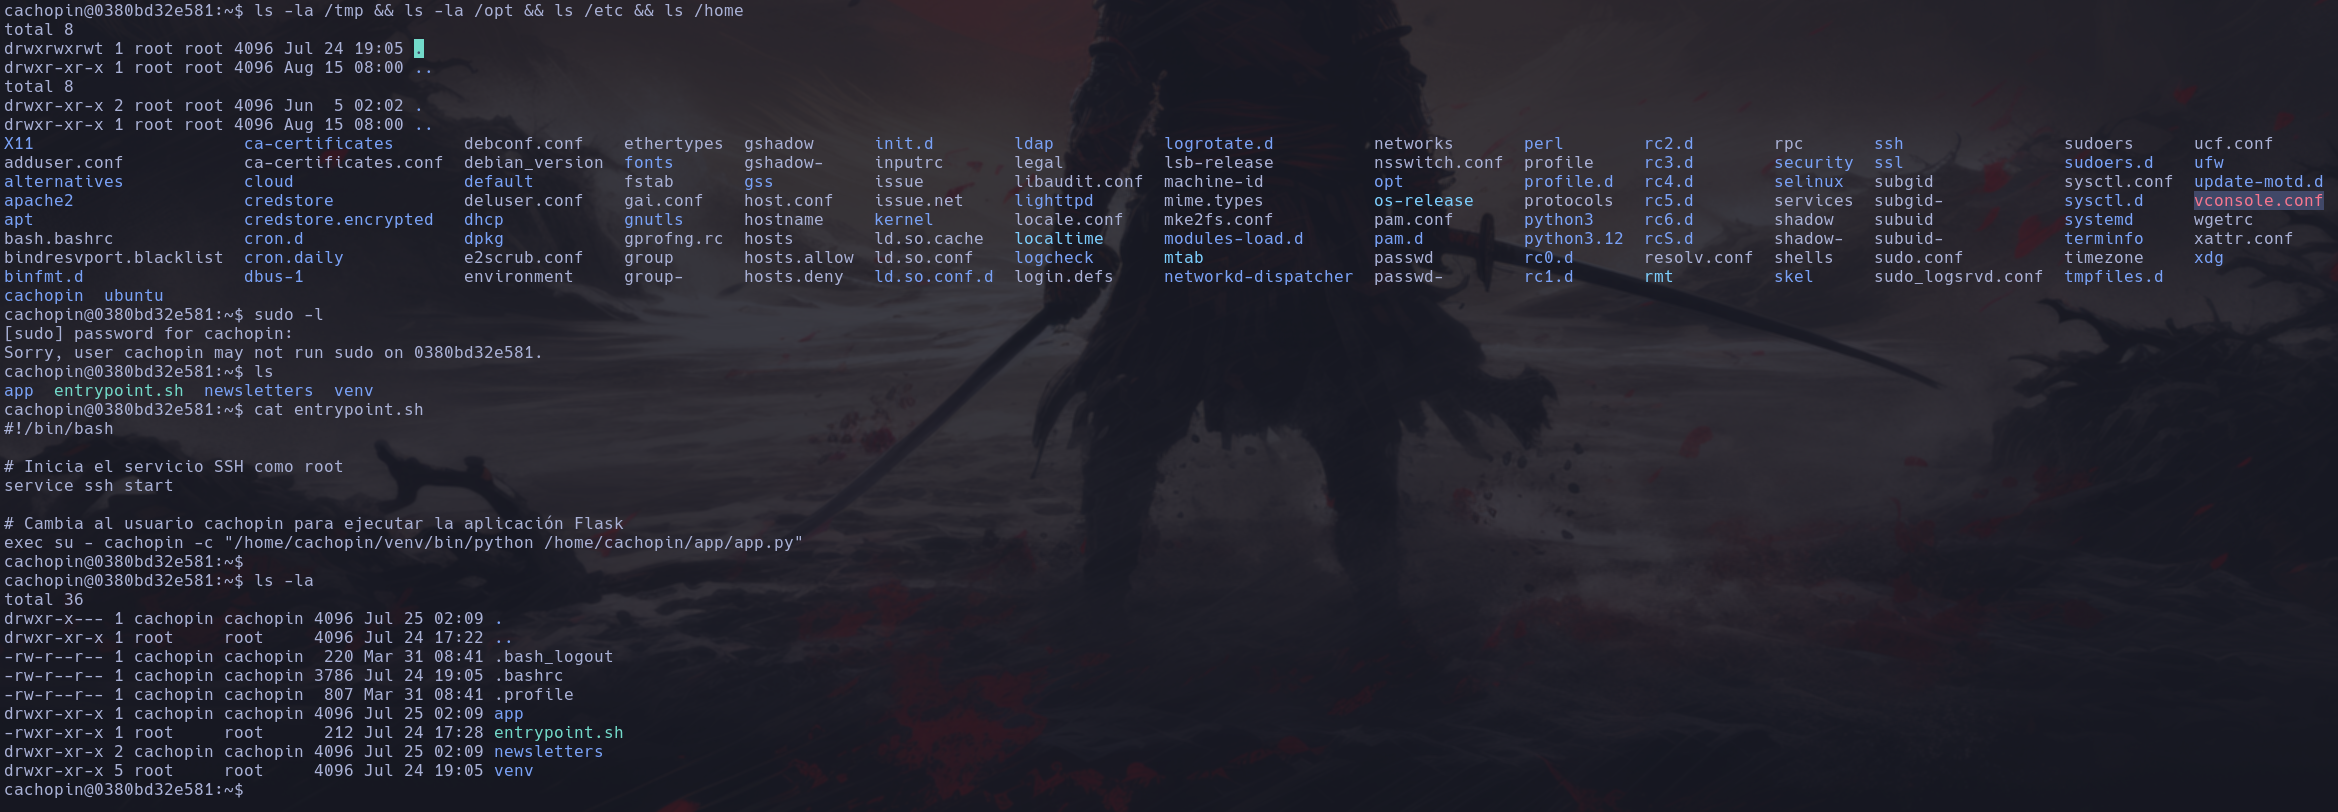 cachopin@0380bd32e581:~$ ls -la /tmp && ls -la /opt && ls /etc && ls /home
total 8
drwxrwxrwt 1 root root 4096 Jul 24 19:05 .
drwxr-xr-x 1 root root 4096 Aug 15 08:00 ..
total 8
drwxr-xr-x 2 root root 4096 Jun  5 02:02 .
drwxr-xr-x 1 root root 4096 Aug 15 08:00 ..
X11 ca-certificates debconf.conf ethertypes gshadow init.d ldap logrotate.d networks perl rc2.d rpc ssh sudoers ucf.conf
adduser.conf ca-certificates.conf debian_version fonts gshadow- inputrc legal lsb-release nsswitch.conf profile rc3.d security ssl sudoers.d ufw
alternatives cloud default fstab gss issue libaudit.conf machine-id opt profile.d rc4.d selinux subgid sysctl.conf update-motd.d
apache2 credstore deluser.conf gai.conf host.conf issue.net lighttpd mime.types os-release protocols rc5.d services subgid- sysctl.d vconsole.conf
apt credstore.encrypted dhcp gnutls hostname kernel locale.conf mke2fs.conf pam.conf python3 rc6.d shadow subuid systemd wgetrc
bash.bashrc cron.d dpkg gprofng.rc hosts ld.so.cache localtime modules-load.d pam.d python3.12 rcS.d shadow- subuid- terminfo xattr.conf
bindresvport.blacklist cron.daily e2scrub.conf group hosts.allow ld.so.conf logcheck mtab passwd rc0.d resolv.conf shells sudo.conf timezone xdg
binfmt.d dbus-1 environment group- hosts.deny ld.so.conf.d login.defs networkd-dispatcher passwd- rc1.d rmt skel sudo_logsrvd.conf tmpfiles.d
cachopin  ubuntu
cachopin@0380bd32e581:~$ sudo -l
[sudo] password for cachopin:
Sorry, user cachopin may not run sudo on 0380bd32e581.
cachopin@0380bd32e581:~$ ls
app  entrypoint.sh  newsletters  venv
cachopin@0380bd32e581:~$ cat entrypoint.sh
#!/bin/bash
# Inicia el servicio SSH como root
service ssh start
# Cambia al usuario cachopin para ejecutar la aplicación Flask
exec su - cachopin -c "/home/cachopin/venv/bin/python /home/cachopin/app/app.py"
cachopin@0380bd32e581:~$
cachopin@0380bd32e581:~$ ls -la
total 36
drwxr-x--- 1 cachopin cachopin 4096 Jul 25 02:09 .
drwxr-xr-x 1 root     root     4096 Jul 24 17:22 ..
-rw-r--r-- 1 cachopin cachopin  220 Mar 31 08:41 .bash_logout
-rw-r--r-- 1 cachopin cachopin 3786 Jul 24 19:05 .bashrc
-rw-r--r-- 1 cachopin cachopin  807 Mar 31 08:41 .profile
drwxr-xr-x 1 cachopin cachopin 4096 Jul 25 02:09 app
-rwxr-xr-x 1 root     root      212 Jul 24 17:28 entrypoint.sh
drwxr-xr-x 2 cachopin cachopin 4096 Jul 25 02:09 newsletters
drwxr-xr-x 5 root     root     4096 Jul 24 19:05 venv
cachopin@0380bd32e581:~$